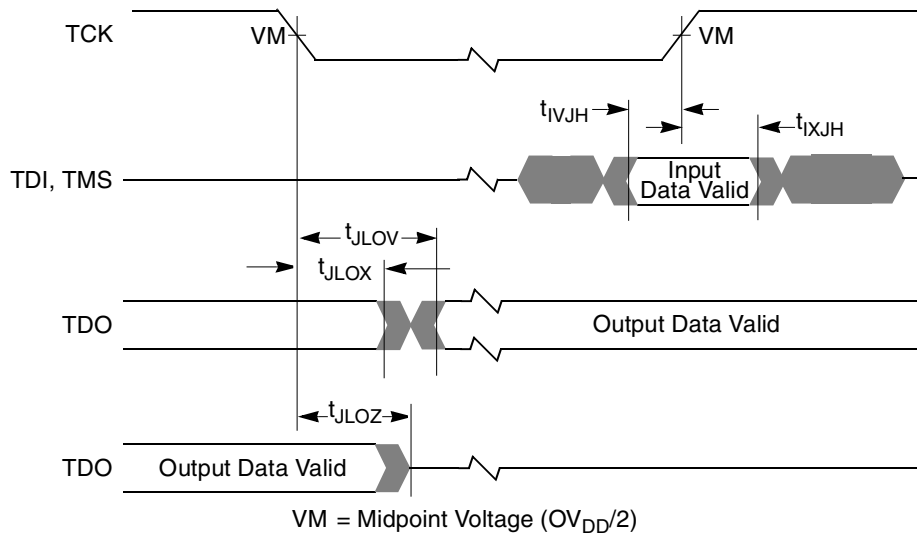 TCK
VM
VM
tIVJH
tIXJH
TDI, TMS
Input
Data Valid
tJLOV
tJLOX
TDO
Output Data Valid
tJLOZ
TDO
Output Data Valid
VM = Midpoint Voltage (OVDD/2)